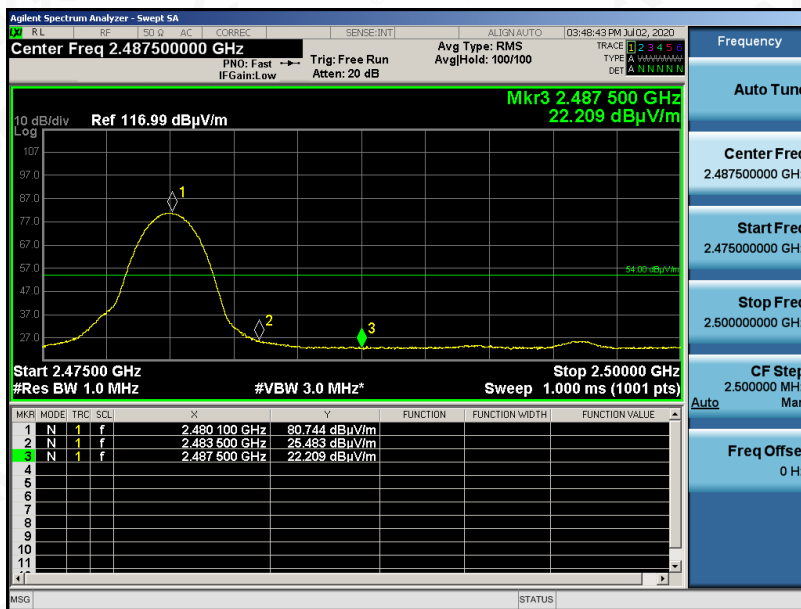 Agilent Spectrum Analyzer - Swept SA
LXI RL RF 50 Ω AC CORREC SENSE:INT ALIGN AUTO 03:48:43 PM Jul 02, 2020
Center Freq 2.487500000 GHz
PNO: Fast
IFGain:Low
Trig: Free Run
Atten: 20 dB
Avg Type: RMS
Avg|Hold: 100/100
TRACE 1 2 3 4 5 6
TYPE A WWWWW
DET A N N N N N
Mkr3 2.487 500 GHz
22.209 dBµV/m
10 dB/div Ref 116.99 dBµV/m
Log
107
97.0
87.0
77.0
67.0
57.0
47.0
37.0
27.0
1
2
3
54.00 dBµV/m
Start 2.47500 GHz Stop 2.50000 GHz
#Res BW 1.0 MHz #VBW 3.0 MHz* Sweep 1.000 ms (1001 pts)
MKR MODE TRC SCL X Y FUNCTION FUNCTION WIDTH FUNCTION VALUE
1 N 1 f 2.480 100 GHz 80.744 dBµV/m
2 N 1 f 2.483 500 GHz 25.483 dBµV/m
3 N 1 f 2.487 500 GHz 22.209 dBµV/m
4
5
6
7
8
9
10
11
MSG STATUS
Frequency
Auto Tune
Center Freq
2.487500000 GHz
Start Freq
2.475000000 GHz
Stop Freq
2.500000000 GHz
CF Step
2.500000 MHz
Auto Man
Freq Offset
0 Hz